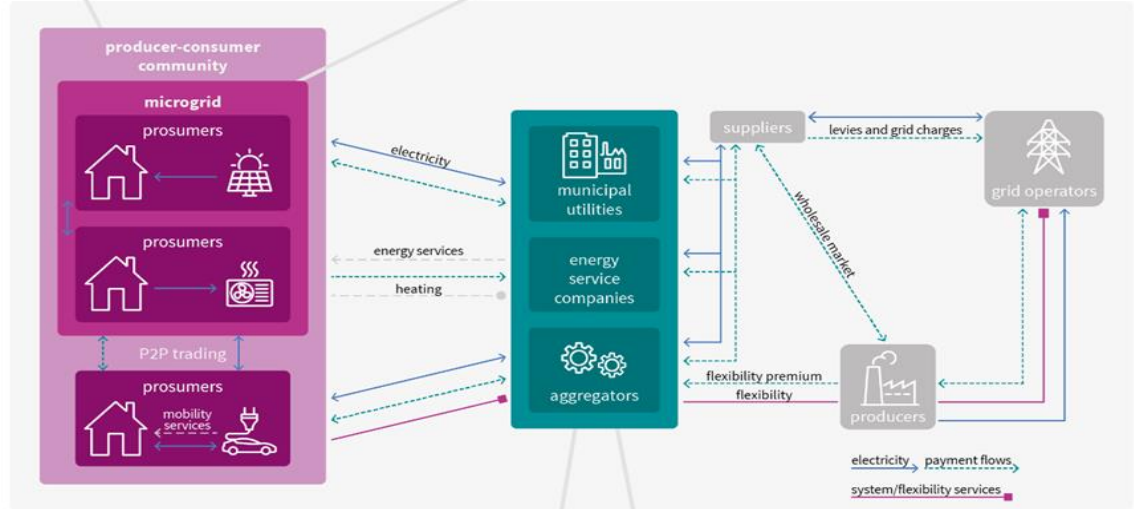 producer-consumer
community
microgrid
prosumers
prosumers
P2P trading
prosumers
mobility
services
electricity
energy services
heating
municipal
utilities
energy
service
companies
aggregators
suppliers
levies and grid charges
grid operators
wholesale market
flexibility premium
flexibility
producers
electricity
payment flows
system/flexibility services